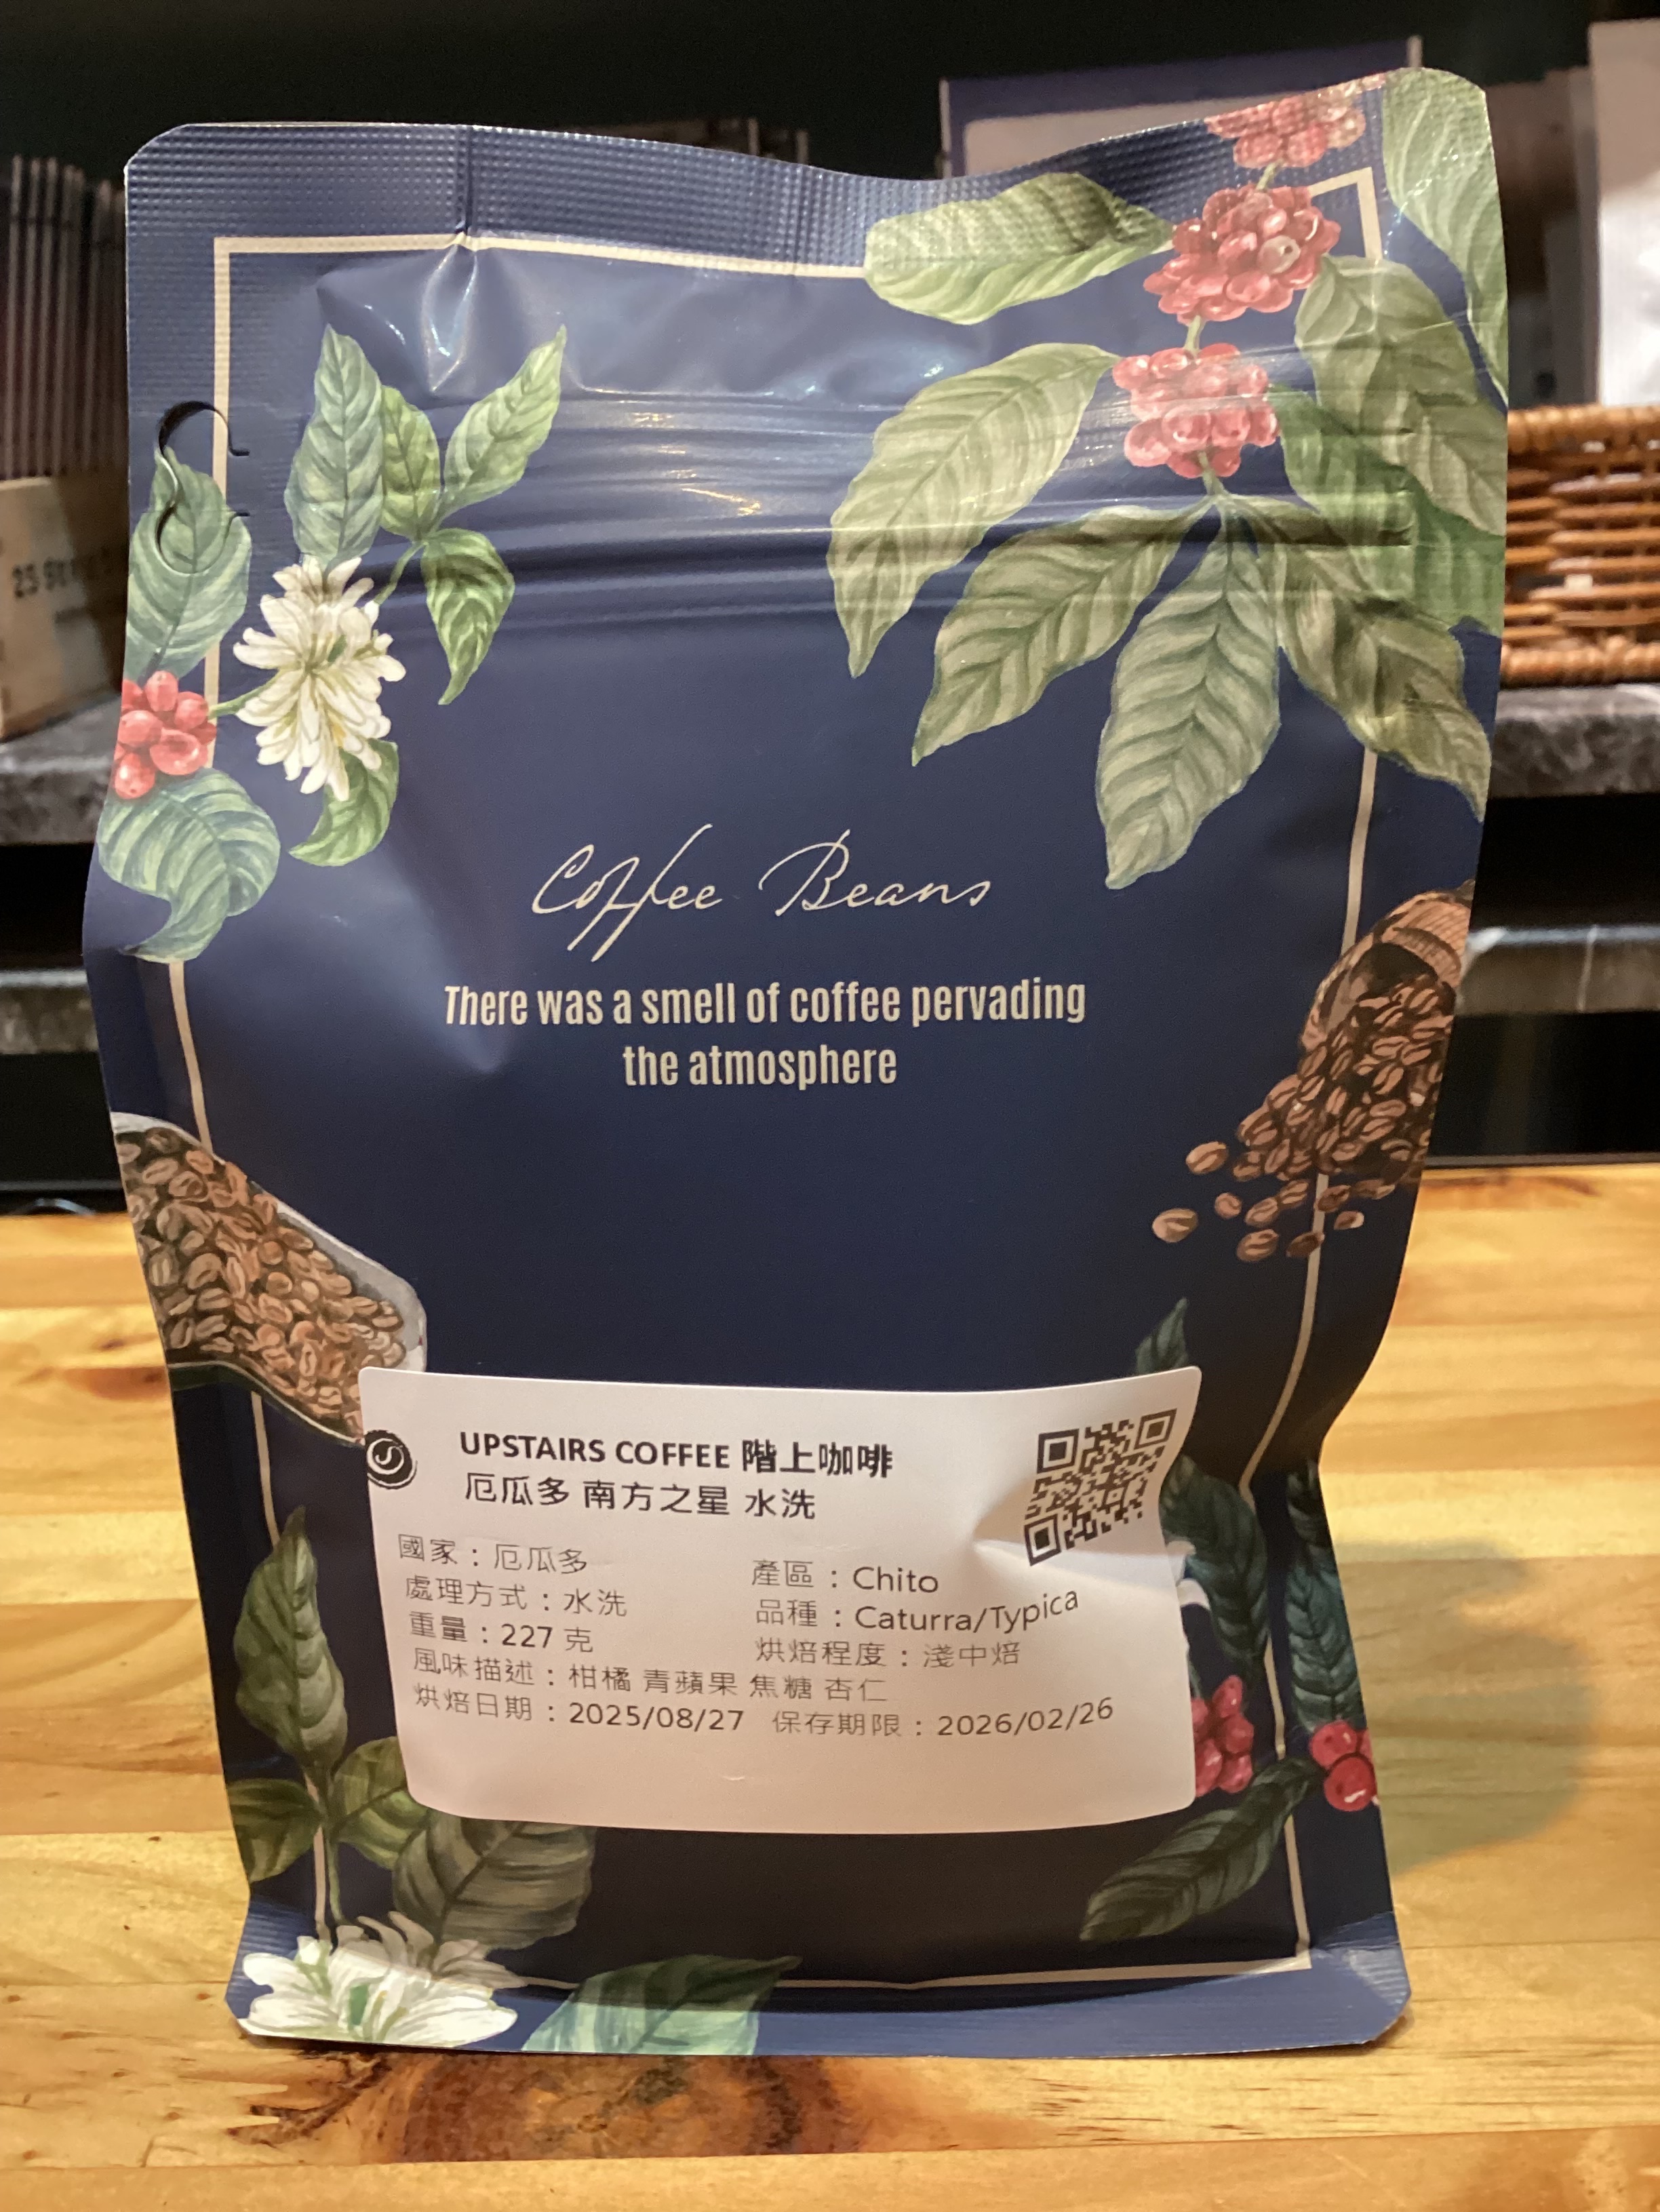 Coffee Beans
There was a smell of coffee pervading
the atmosphere
UPSTAIRS COFFEE 階上咖啡
厄瓜多 南方之星 水洗
國家：厄瓜多 產區：Chito
處理方式：水洗 品種：Caturra/Typica
重量：227 克 烘焙程度：淺中焙
風味描述：柑橘 青蘋果 焦糖 杏仁
烘焙日期：2025/08/27 保存期限：2026/02/26